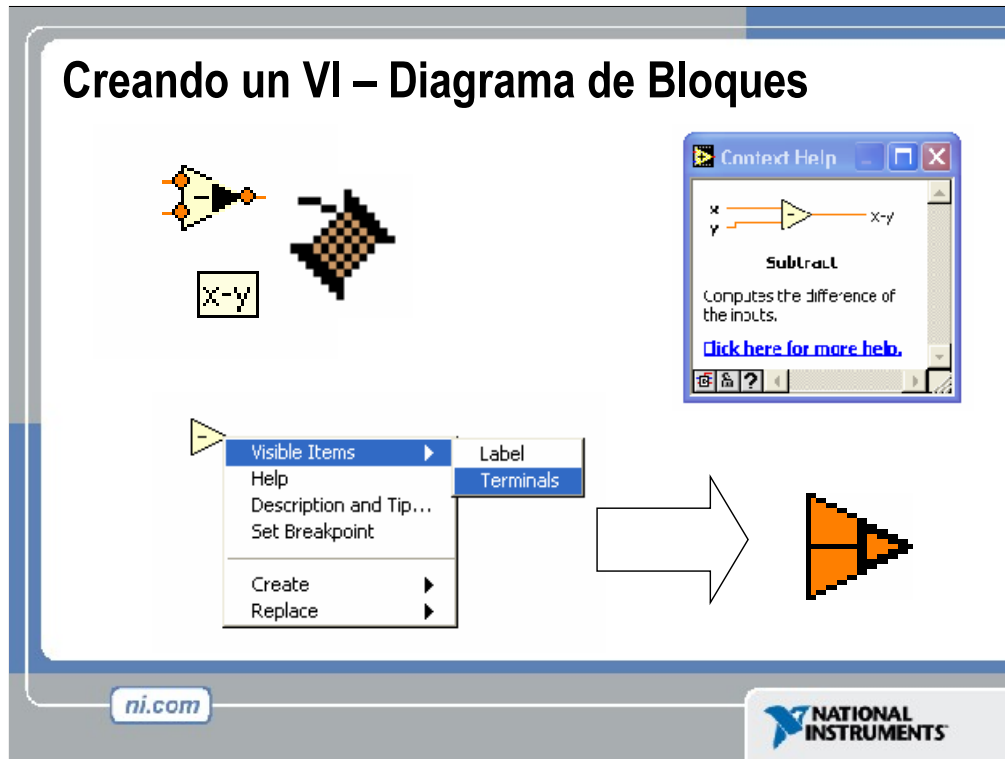 Creando un VI – Diagrama de Bloques
x-y
Context Help
x
y
x-y
Subtract
Computes the difference of
the inputs.
Click here for more help.
?
Visible Items
Label
Help
Terminals
Description and Tip...
Set Breakpoint
Create
Replace
ni.com
NATIONAL
INSTRUMENTS